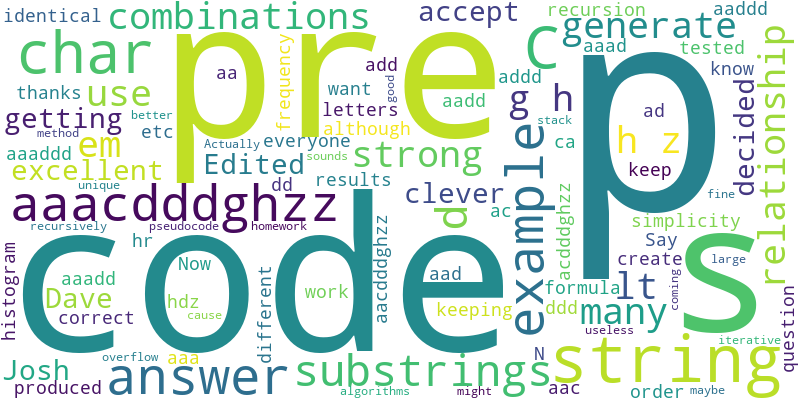 identical
combinations
accept
recursion
generate
aaaddd
char
pre
C
aaad
tested
relationship
thanks
use
aa
frequency
add
want
letters
good
aadd
addd
know
p
getting
method
better
etc
em
although
everyone
g h
ad
h z
decided
aaaddd
excellent
Actually
Edited
sounds
strong
stack
ca
keep
unique
dd
results
clever
example
fine
aaacdddghzz
d
ac
acdddghzz
simplicity
recursively
pseudocode
homework
hr
aacdddghzz
Say
s
histogram
code
Now
aad
lt
create
large
aaadd
hdz
work
keeping
formula
coming
Dave
cause
different
ddd
many
question
correct
N
useless
iterative
overflow
aaa
string
Josh
answer
substrings
aac
order
maybe
produced
algorithms
might